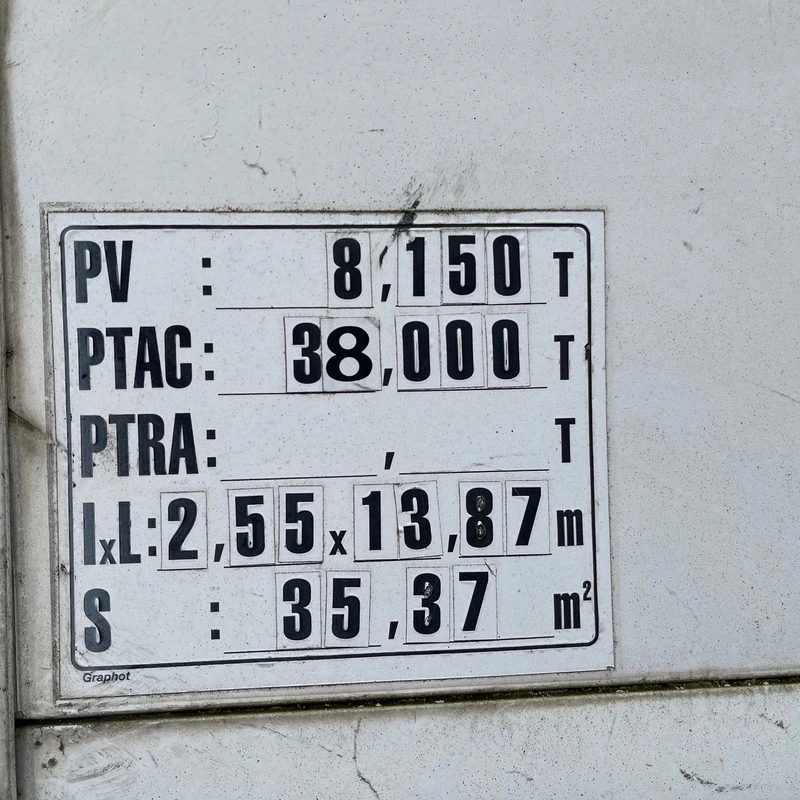 PV : 8,150 T
PTAC: 38,000 T
PTRA: , T
lxL: 2,55 x 13,87 m
S : 35,37 m²
Graphot